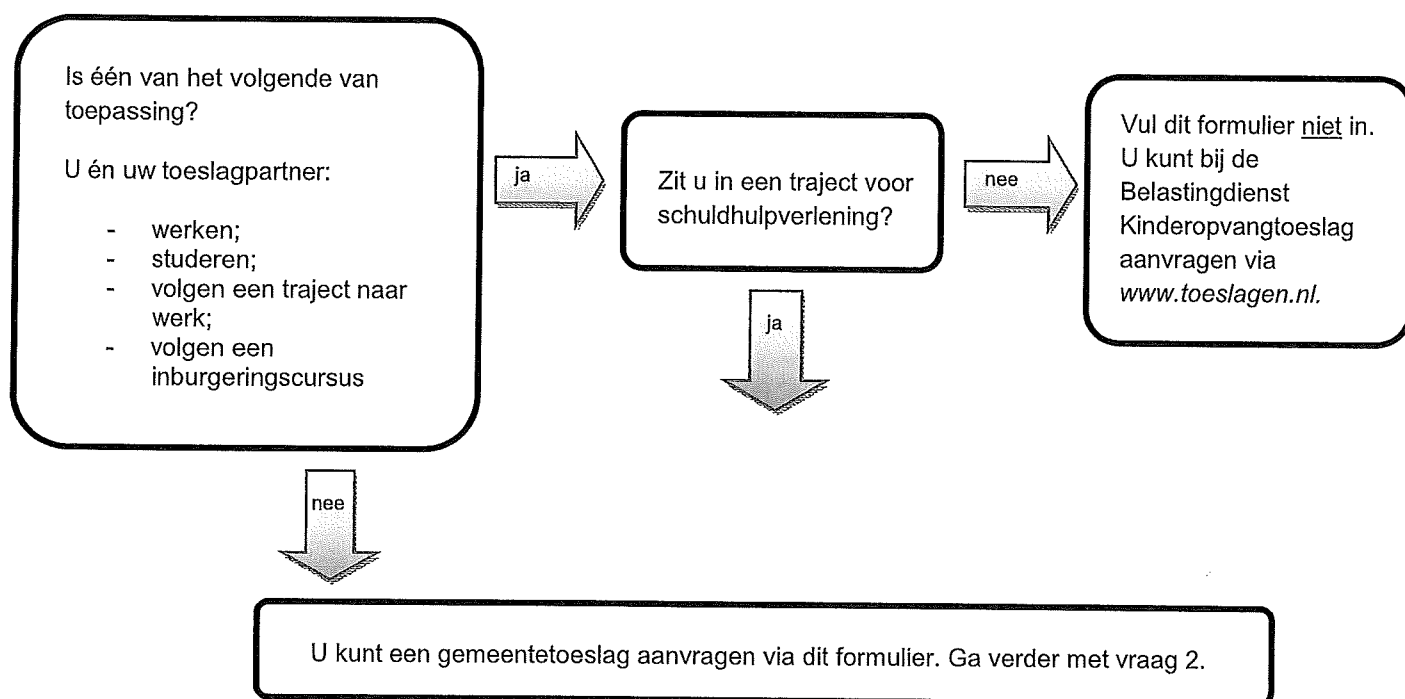 Is één van het volgende van
toepassing?
U én uw toeslagpartner:
- werken;
- studeren;
- volgen een traject naar
werk;
- volgen een
inburgeringscursus
ja
Zit u in een traject voor
schuldhulpverlening?
nee
Vul dit formulier niet in.
U kunt bij de
Belastingdienst
Kinderopvangtoeslag
aanvragen via
www.toeslagen.nl.
ja
nee
U kunt een gemeentetoeslag aanvragen via dit formulier. Ga verder met vraag 2.